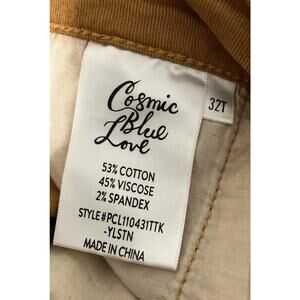 Cosmic
Blue
Love
32T
53% COTTON
45% VISCOSE
2% SPANDEX
STYLE#PCL110431TTK
-YLSTN
MADE IN CHINA